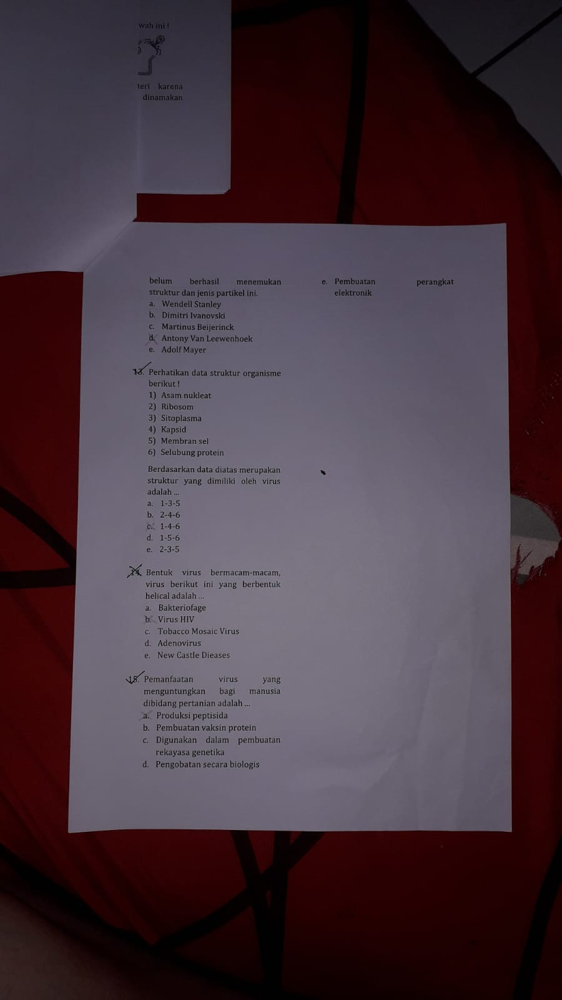 wah ini !
teri karena
dinamakan
belum berhasil menemukan
struktur dan jenis partikel ini.
a. Wendell Stanley
b. Dimitri Ivanovski
c. Martinus Beijerinck
d. Antony Van Leewenhoek
e. Adolf Mayer
13. Perhatikan data struktur organisme
berikut !
1) Asam nukleat
2) Ribosom
3) Sitoplasma
4) Kapsid
5) Membran sel
6) Selubung protein
Berdasarkan data diatas merupakan
struktur yang dimiliki oleh virus
adalah ...
a. 1-3-5
b. 2-4-6
c. 1-4-6
d. 1-5-6
e. 2-3-5
14. Bentuk virus bermacam-macam,
virus berikut ini yang berbentuk
helical adalah ...
a. Bakteriofage
b. Virus HIV
c. Tobacco Mosaic Virus
d. Adenovirus
e. New Castle Dieases
15. Pemanfaatan virus yang
menguntungkan bagi manusia
dibidang pertanian adalah ...
a. Produksi peptisida
b. Pembuatan vaksin protein
c. Digunakan dalam pembuatan
rekayasa genetika
d. Pengobatan secara biologis
e. Pembuatan perangkat
elektronik